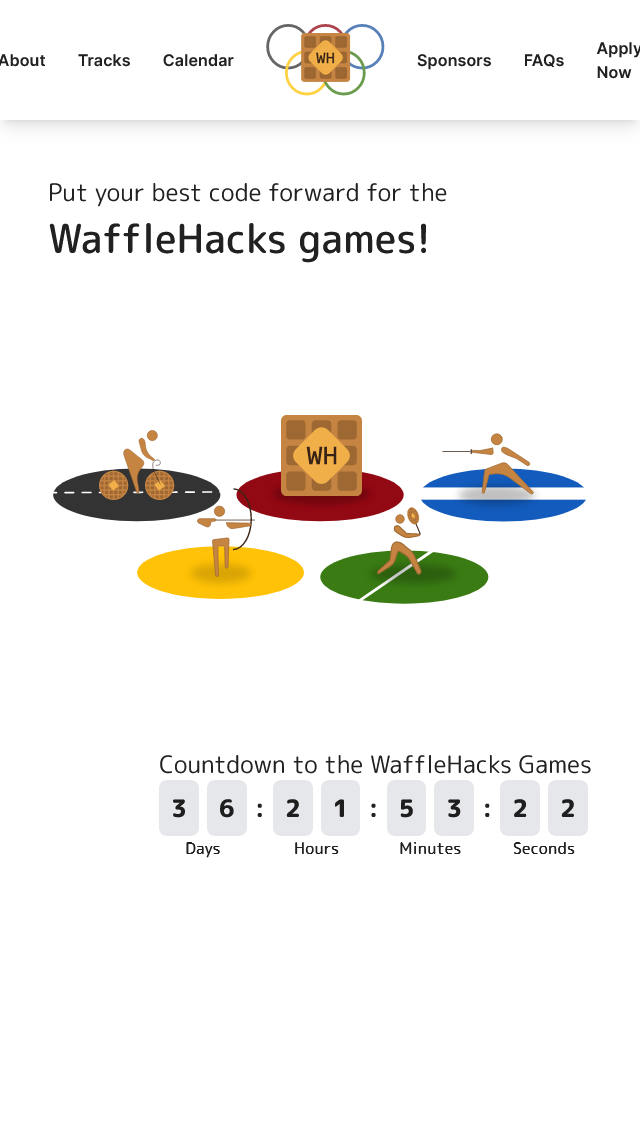 About Tracks Calendar WH Sponsors FAQs Apply Now
Put your best code forward for the
WaffleHacks games!
WH
Countdown to the WaffleHacks Games
3 6 : 2 1 : 5 3 : 2 2
Days Hours Minutes Seconds